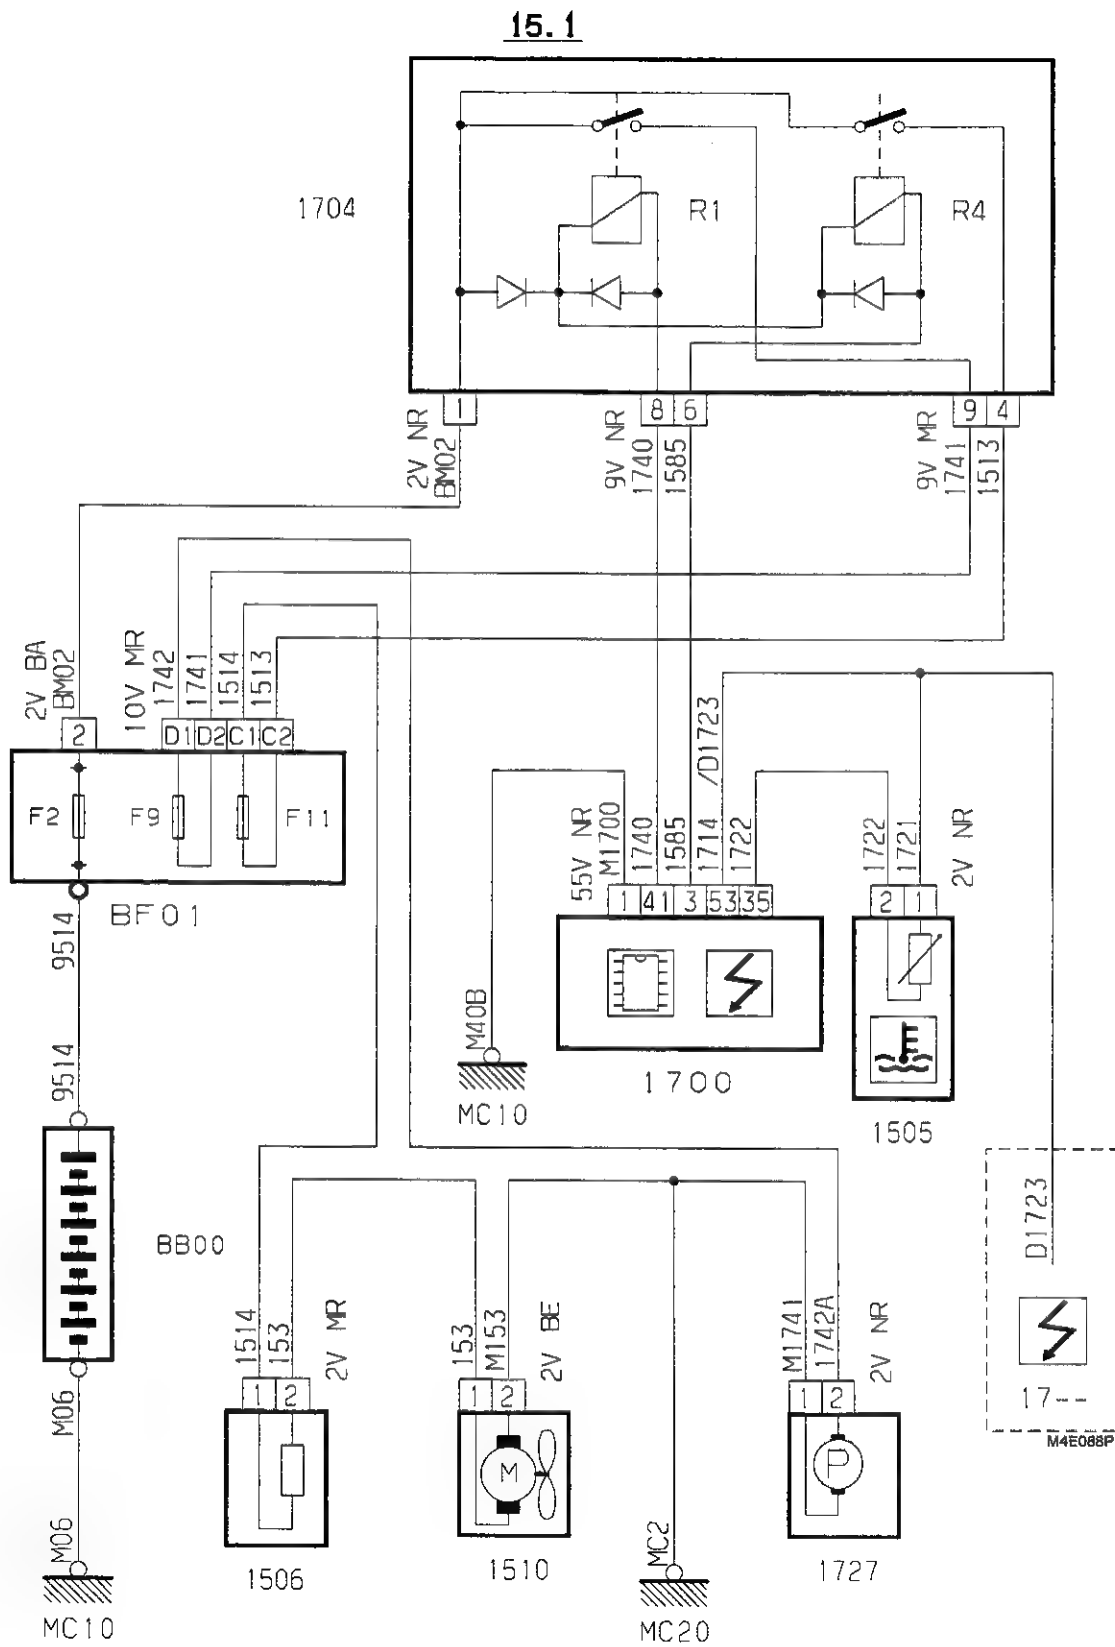 15.1
1704
R1
R4
1
8 6
9 4
2V NR
BM02
9V NR
1740
1585
9V MR
1741
1513
2V BA
BM02
10V MR
1742
1741
1514
1513
2
D1 D2 C1 C2
F2
F9
F11
BF01
9514
9514
55V NR
M1700
1740
1585
1714 /D1723
1722
1722
1721
2V NR
1 41 3 53 35
2 1
M40B
MC10
1700
1505
BB00
D1723
17--
M4E088P
1514
153
2V MR
153
M153
2V BE
M1741
1742A
2V NR
1 2
1 2
1 2
M
P
M06
M06
MC10
1506
1510
MC2
MC20
1727